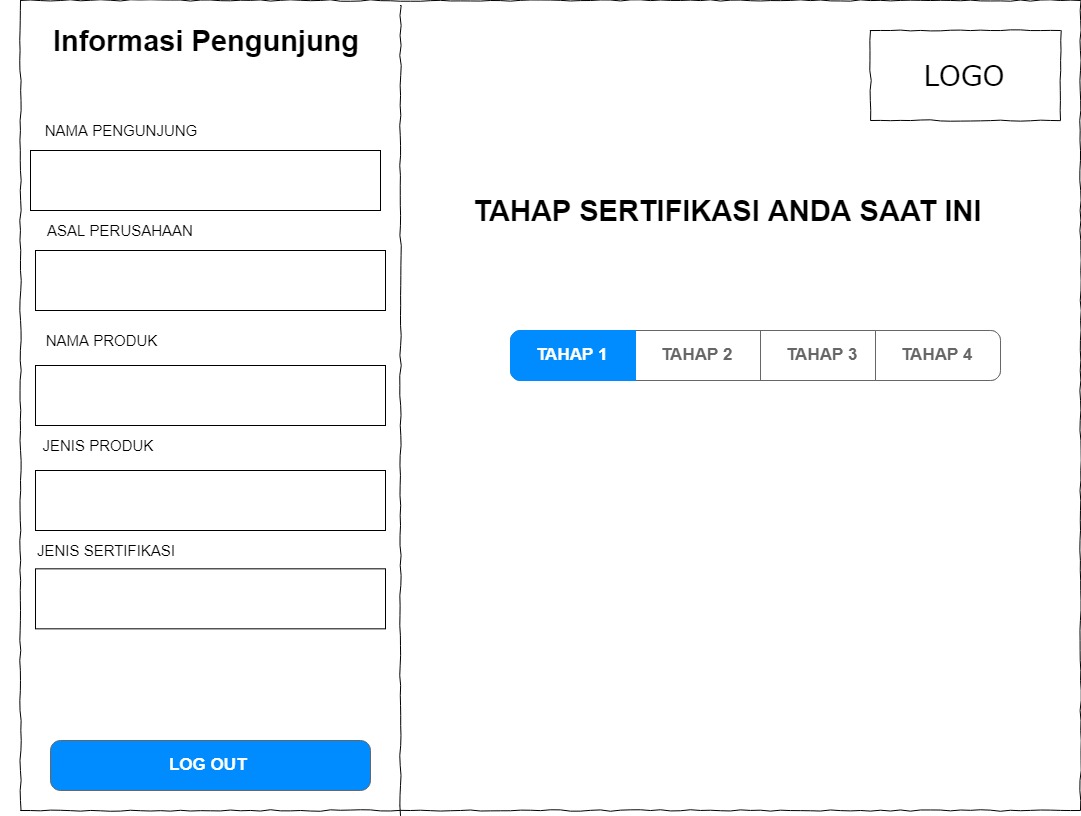 Informasi Pengunjung
NAMA PENGUNJUNG
ASAL PERUSAHAAN
NAMA PRODUK
JENIS PRODUK
JENIS SERTIFIKASI
LOG OUT
LOGO
TAHAP SERTIFIKASI ANDA SAAT INI
TAHAP 1 TAHAP 2 TAHAP 3 TAHAP 4